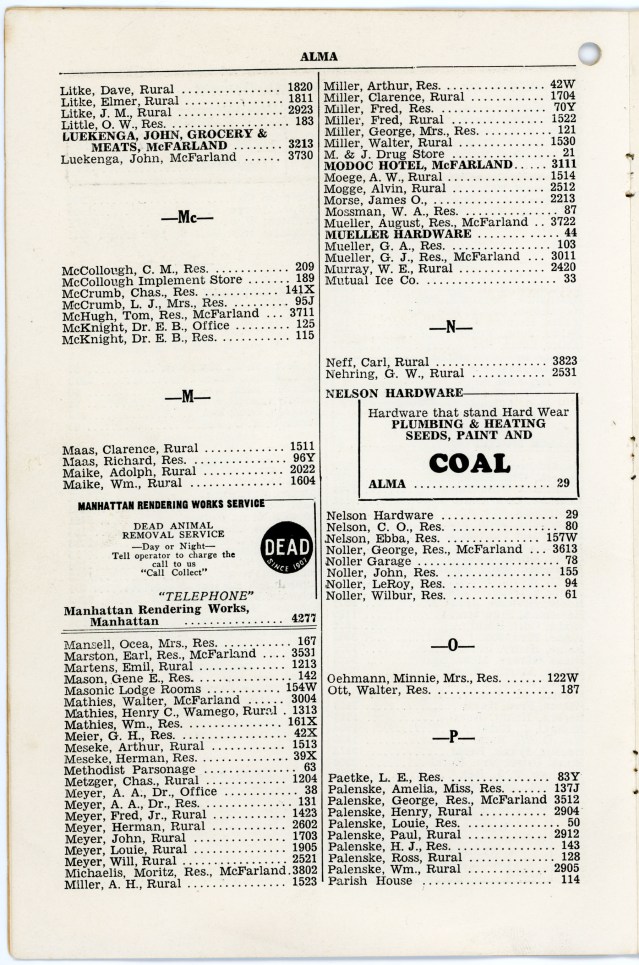 ALMA
Litke, Dave, Rural .................. 1820
Litke, Elmer, Rural ................ 1811
Litke, J. M., Rural ................. 2923
Little, O. W., Res. .................. 183
LUEKENGA, JOHN, GROCERY &
MEATS, McFARLAND ........ 3213
Luekenga, John, McFarland ...... 3730
—Mc—
McCollough, C. M., Res. ........... 209
McCollough Implement Store ....... 189
McCrumb, Chas., Res. ............ 141X
McCrumb, L. J., Mrs., Res. ....... 95J
McHugh, Tom, Res., McFarland ... 3711
McKnight, Dr. E. B., Office ....... 125
McKnight, Dr. E. B., Res. ......... 115
—M—
Maas, Clarence, Rural ............ 1511
Maas, Richard, Res. .............. 96Y
Maike, Adolph, Rural ............. 2022
Maike, Wm., Rural ................ 1604
MANHATTAN RENDERING WORKS SERVICE
DEAD ANIMAL
REMOVAL SERVICE
—Day or Night—
Tell operator to charge the
call to us
"Call Collect"
DEAD
SINCE 1907
"TELEPHONE"
Manhattan Rendering Works,
Manhattan ................ 4277
Mansell, Ocea, Mrs., Res. ......... 167
Marston, Earl, Res., McFarland .... 3531
Martens, Emil, Rural .............. 1213
Mason, Gene E., Res. .............. 142
Masonic Lodge Rooms .............. 154W
Mathies, Walter, McFarland ....... 3004
Mathies, Henry C., Wamego, Rural . 1313
Mathies, Wm., Res. ............... 161X
Meier, G. H., Res. ................ 42X
Meseke, Arthur, Rural ............. 1513
Meseke, Herman, Res. .............. 39X
Methodist Parsonage ................ 63
Metzger, Chas., Rural ............. 1204
Meyer, A. A., Dr., Office ........... 38
Meyer, A. A., Dr., Res. ............ 131
Meyer, Fred, Jr., Rural ........... 1423
Meyer, Herman, Rural ............. 2602
Meyer, John, Rural ................ 1703
Meyer, Louie, Rural ............... 1905
Meyer, Will, Rural ................ 2521
Michaelis, Moritz, Res., McFarland. 3802
Miller, A. H., Rural .............. 1523
Miller, Arthur, Res. ............... 42W
Miller, Clarence, Rural ........... 1704
Miller, Fred, Res. ................. 70Y
Miller, Fred, Rural ............... 1522
Miller, George, Mrs., Res. ......... 121
Miller, Walter, Rural ............. 1530
M. & J. Drug Store ................. 21
MODOC HOTEL, McFARLAND..... 3111
Moege, A. W., Rural ............... 1514
Mogge, Alvin, Rural ............... 2512
Morse, James O., .................. 2213
Mossman, W. A., Res. ............... 87
Mueller, August, Res., McFarland .. 3722
MUELLER HARDWARE ............. 44
Mueller, G. A., Res. ............... 103
Mueller, G. J., Res., McFarland ... 3011
Murray, W. E., Rural .............. 2420
Mutual Ice Co. ..................... 33
—N—
Neff, Carl, Rural ................. 3823
Nehring, G. W., Rural ............ 2531
NELSON HARDWARE
Hardware that stand Hard Wear
PLUMBING & HEATING
SEEDS, PAINT AND
COAL
ALMA ..................... 29
Nelson Hardware ................... 29
Nelson, C. O., Res. ................ 80
Nelson, Ebba, Res. ................ 157W
Noller, George, Res., McFarland ... 3613
Noller Garage ...................... 78
Noller, John, Res. ................. 155
Noller, LeRoy, Res. ................ 94
Noller, Wilbur, Res. ............... 61
—O—
Oehmann, Minnie, Mrs., Res. ...... 122W
Ott, Walter, Res. .................. 187
—P—
Paetke, L. E., Res. ................ 83Y
Palenske, Amelia, Miss, Res. ...... 137J
Palenske, George, Res., McFarland 3512
Palenske, Henry, Rural ............ 2904
Palenske, Louie, Res. .............. 50
Palenske, Paul, Rural ............. 2912
Palenske, H. J., Res. .............. 143
Palenske, Ross, Rural .............. 128
Palenske, Wm., Rural .............. 2905
Parish House ....................... 114